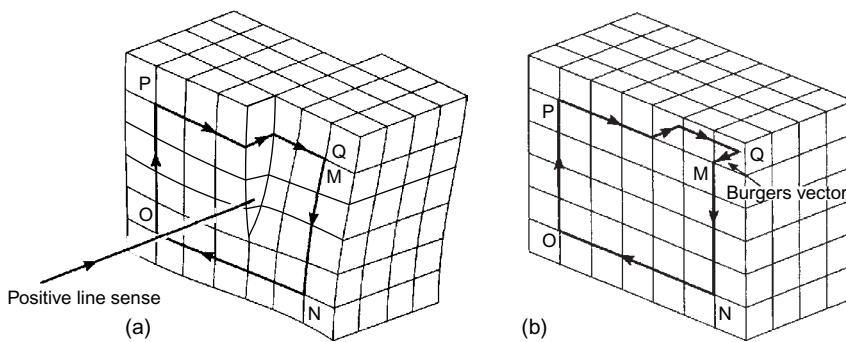 P
Q
M
O
N
Positive line sense
(a)
P
Q
M
Burgers vector
O
N
(b)